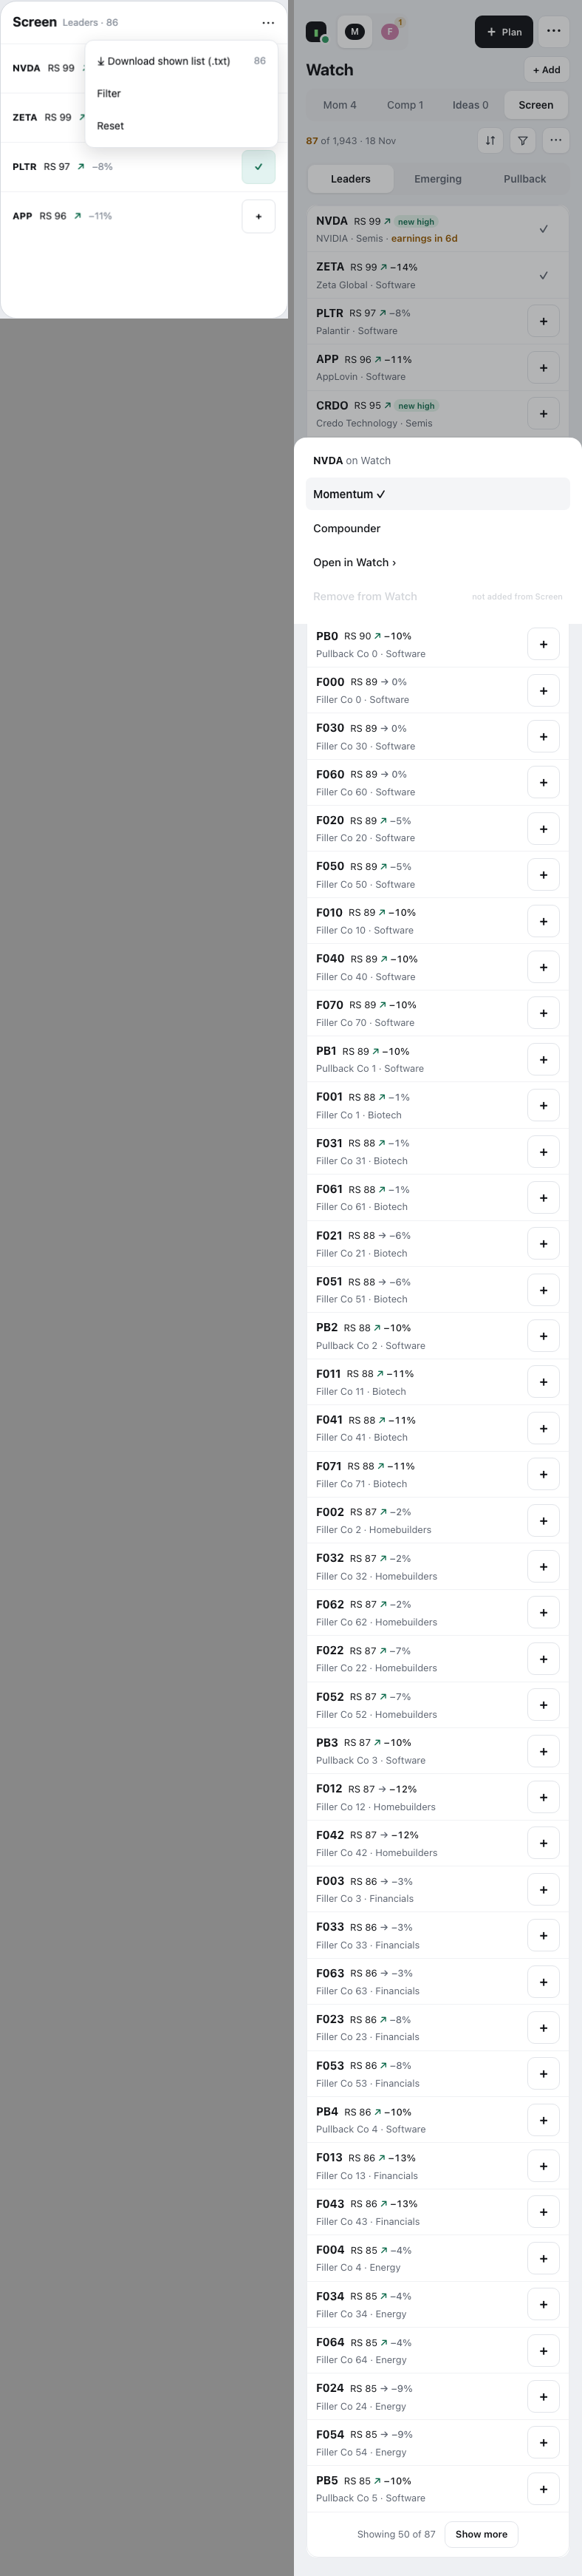 Screen Leaders · 86 ···
NVDA RS 99
Download shown list (.txt) 86
Filter
ZETA RS 99
Reset
PLTR RS 97 ↗ −8% ✓
APP RS 96 ↗ −11% +
M F 1 + Plan ···
Watch + Add
Mom 4 Comp 1 Ideas 0 Screen
87 of 1,943 · 18 Nov ···
Leaders Emerging Pullback
NVDA RS 99 ↗ new high ✓
NVIDIA · Semis · earnings in 6d
ZETA RS 99 ↗ −14% ✓
Zeta Global · Software
PLTR RS 97 ↗ −8% +
Palantir · Software
APP RS 96 ↗ −11% +
AppLovin · Software
CRDO RS 95 ↗ new high +
Credo Technology · Semis
NVDA on Watch
Momentum ✓
Compounder
Open in Watch ›
Remove from Watch not added from Screen
PB0 RS 90 ↗ −10% +
Pullback Co 0 · Software
F000 RS 89 → 0% +
Filler Co 0 · Software
F030 RS 89 → 0% +
Filler Co 30 · Software
F060 RS 89 → 0% +
Filler Co 60 · Software
F020 RS 89 ↗ −5% +
Filler Co 20 · Software
F050 RS 89 ↗ −5% +
Filler Co 50 · Software
F010 RS 89 ↗ −10% +
Filler Co 10 · Software
F040 RS 89 ↗ −10% +
Filler Co 40 · Software
F070 RS 89 ↗ −10% +
Filler Co 70 · Software
PB1 RS 89 ↗ −10% +
Pullback Co 1 · Software
F001 RS 88 ↗ −1% +
Filler Co 1 · Biotech
F031 RS 88 ↗ −1% +
Filler Co 31 · Biotech
F061 RS 88 ↗ −1% +
Filler Co 61 · Biotech
F021 RS 88 → −6% +
Filler Co 21 · Biotech
F051 RS 88 → −6% +
Filler Co 51 · Biotech
PB2 RS 88 ↗ −10% +
Pullback Co 2 · Software
F011 RS 88 ↗ −11% +
Filler Co 11 · Biotech
F041 RS 88 ↗ −11% +
Filler Co 41 · Biotech
F071 RS 88 ↗ −11% +
Filler Co 71 · Biotech
F002 RS 87 ↗ −2% +
Filler Co 2 · Homebuilders
F032 RS 87 ↗ −2% +
Filler Co 32 · Homebuilders
F062 RS 87 ↗ −2% +
Filler Co 62 · Homebuilders
F022 RS 87 ↗ −7% +
Filler Co 22 · Homebuilders
F052 RS 87 ↗ −7% +
Filler Co 52 · Homebuilders
PB3 RS 87 ↗ −10% +
Pullback Co 3 · Software
F012 RS 87 → −12% +
Filler Co 12 · Homebuilders
F042 RS 87 → −12% +
Filler Co 42 · Homebuilders
F003 RS 86 → −3% +
Filler Co 3 · Financials
F033 RS 86 → −3% +
Filler Co 33 · Financials
F063 RS 86 → −3% +
Filler Co 63 · Financials
F023 RS 86 ↗ −8% +
Filler Co 23 · Financials
F053 RS 86 ↗ −8% +
Filler Co 53 · Financials
PB4 RS 86 ↗ −10% +
Pullback Co 4 · Software
F013 RS 86 ↗ −13% +
Filler Co 13 · Financials
F043 RS 86 ↗ −13% +
Filler Co 43 · Financials
F004 RS 85 ↗ −4% +
Filler Co 4 · Energy
F034 RS 85 ↗ −4% +
Filler Co 34 · Energy
F064 RS 85 ↗ −4% +
Filler Co 64 · Energy
F024 RS 85 → −9% +
Filler Co 24 · Energy
F054 RS 85 → −9% +
Filler Co 54 · Energy
PB5 RS 85 ↗ −10% +
Pullback Co 5 · Software
Showing 50 of 87 Show more